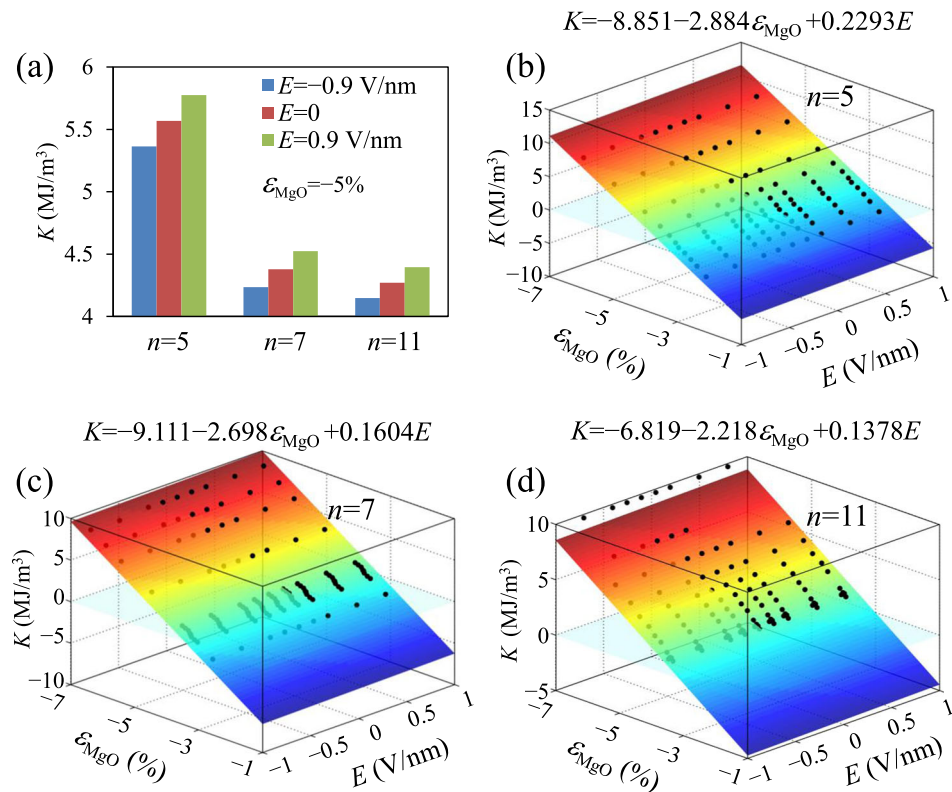 (a)
K (MJ/m³)
6
5.5
5
4.5
4
E=−0.9 V/nm
E=0
E=0.9 V/nm
εMgO=−5%
n=5
n=7
n=11
K=−8.851−2.884εMgO+0.2293E
(b)
n=5
K (MJ/m³)
15
10
5
0
−5
−10
−7
−5
−3
−1
εMgO (%)
−1
−0.5
0
0.5
1
E (V/nm)
K=−9.111−2.698εMgO+0.1604E
(c)
n=7
K (MJ/m³)
10
5
0
−5
−10
−7
−5
−3
−1
εMgO (%)
−1
−0.5
0
0.5
1
E (V/nm)
K=−6.819−2.218εMgO+0.1378E
(d)
n=11
K (MJ/m³)
10
5
0
−5
−7
−5
−3
−1
εMgO (%)
−1
−0.5
0
0.5
1
E (V/nm)